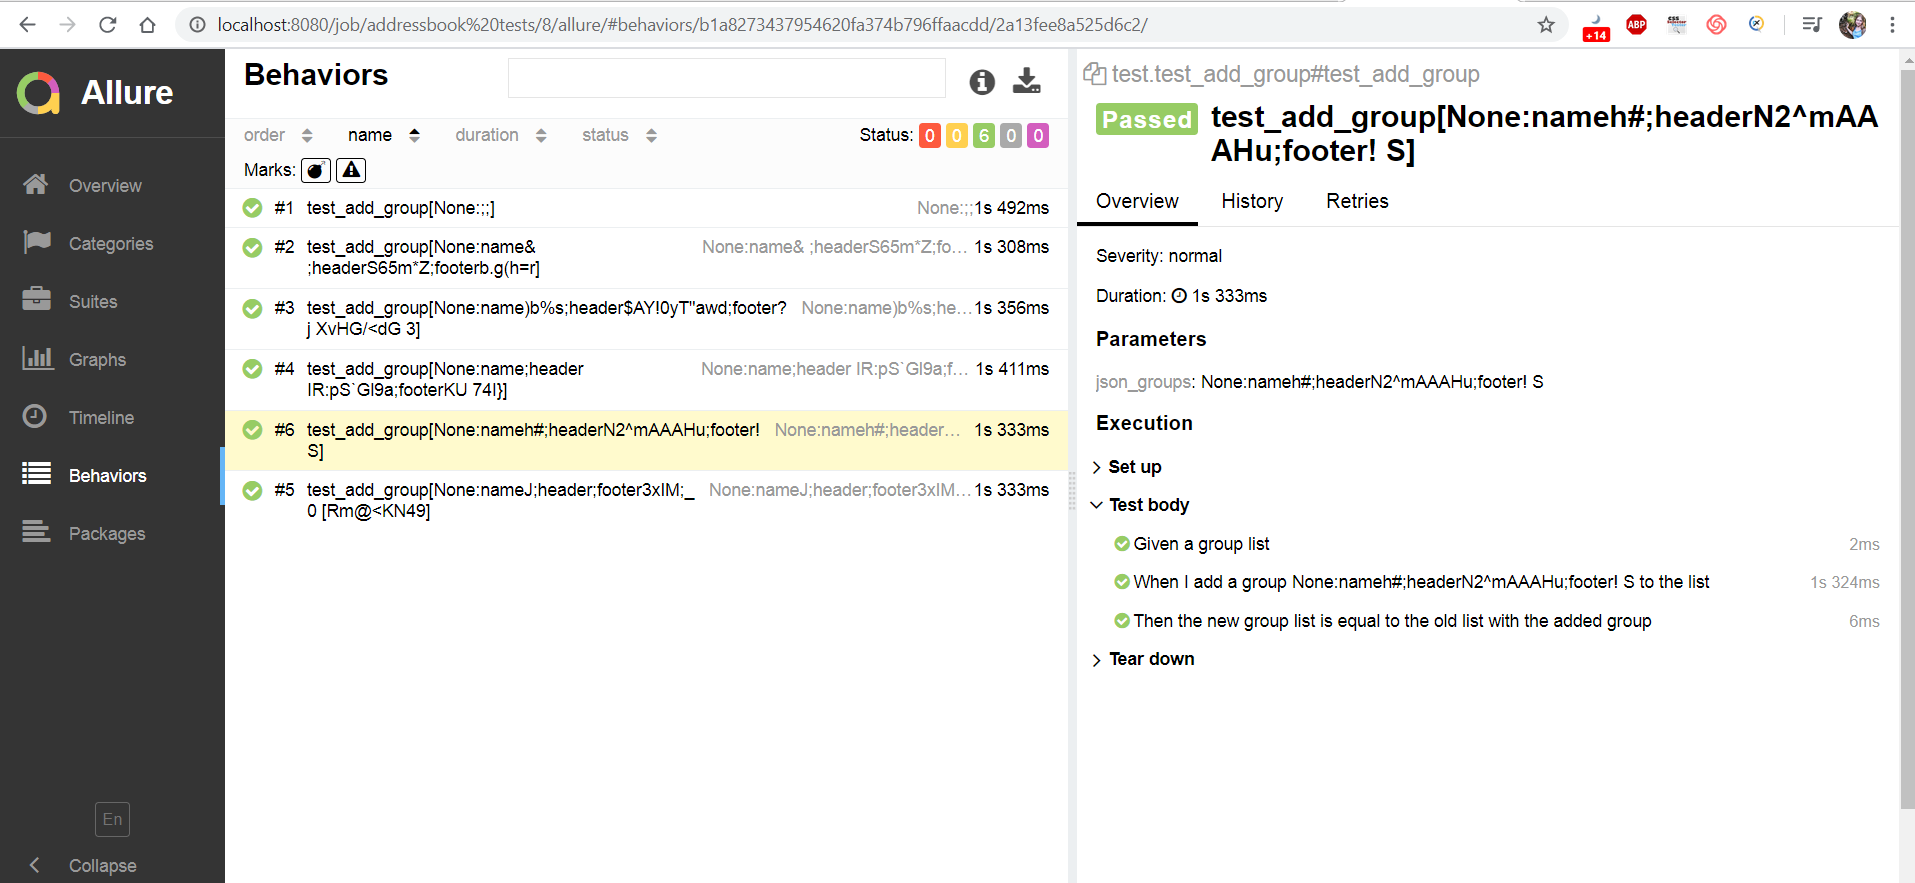 localhost:8080/job/addressbook%20tests/8/allure/#behaviors/b1a8273437954620fa374b796ffaacdd/2a13fee8a525d6c2/
+14
ABP
CSS
Allure
Overview
Categories
Suites
Graphs
Timeline
Behaviors
Packages
En
Collapse
Behaviors
order name duration status Status: 0 0 6 0 0
Marks:
#1 test_add_group[None:;;] None:;;1s 492ms
#2 test_add_group[None:name& None:name& ;headerS65m*Z;fo... 1s 308ms
;headerS65m*Z;footerb.g(h=r]
#3 test_add_group[None:name)b%s;header$AY!0yT"awd;footer? None:name)b%s;he... 1s 356ms
j XvHG/<dG 3]
#4 test_add_group[None:name;header None:name;header IR:pS`Gl9a;f... 1s 411ms
IR:pS`Gl9a;footerKU 74I}]
#6 test_add_group[None:nameh#;headerN2^mAAAHu;footer! None:nameh#;header... 1s 333ms
S]
#5 test_add_group[None:nameJ;header;footer3xIM;_ None:nameJ;header;footer3xIM... 1s 333ms
0 [Rm@<KN49]
test.test_add_group#test_add_group
Passed test_add_group[None:nameh#;headerN2^mAA
AHu;footer! S]
Overview History Retries
Severity: normal
Duration: 1s 333ms
Parameters
json_groups: None:nameh#;headerN2^mAAAHu;footer! S
Execution
Set up
Test body
Given a group list 2ms
When I add a group None:nameh#;headerN2^mAAAHu;footer! S to the list 1s 324ms
Then the new group list is equal to the old list with the added group 6ms
Tear down